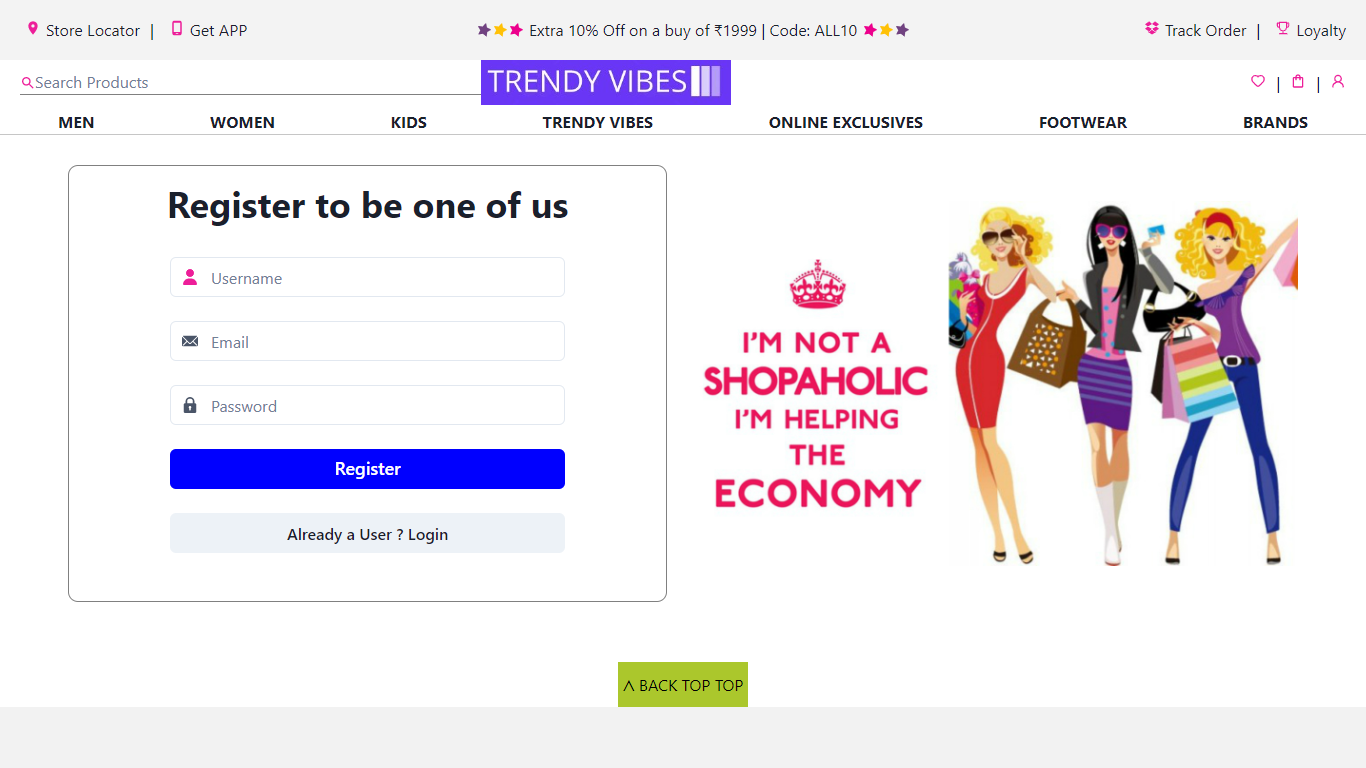 Store Locator | Get APP
Extra 10% Off on a buy of ₹1999 | Code: ALL10
Track Order | Loyalty
Search Products
TRENDY VIBES
| |
MEN WOMEN KIDS TRENDY VIBES ONLINE EXCLUSIVES FOOTWEAR BRANDS
Register to be one of us
Username
Email
Password
Register
Already a User ? Login
I'M NOT A
SHOPAHOLIC
I'M HELPING
THE
ECONOMY
ᐱ BACK TOP TOP